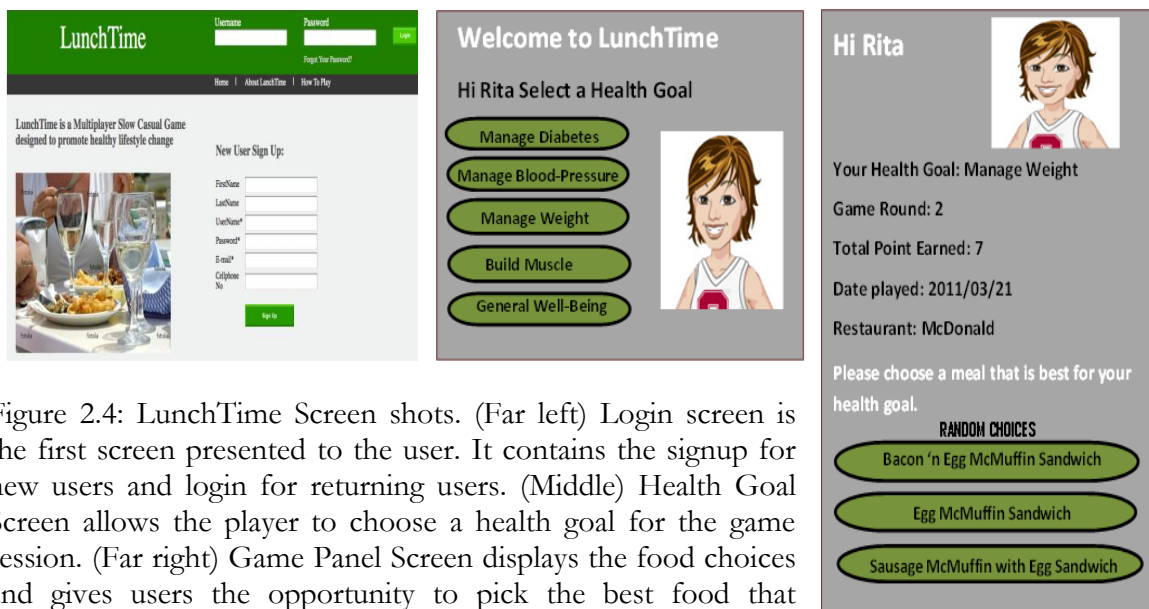 LunchTime
Username
Password
Login
Forgot Your Password?
Home | About LunchTime | How To Play
LunchTime is a Multiplayer Slow Casual Game
designed to promote healthy lifestyle change
New User Sign Up:
FirstName
LastName
UserName*
Password*
E-mail*
Cellphone
No
Sign Up
fotolia
fotolia
fotolia
fotolia
Welcome to LunchTime
Hi Rita Select a Health Goal
Manage Diabetes
Manage Blood-Pressure
Manage Weight
Build Muscle
General Well-Being
Hi Rita
Your Health Goal: Manage Weight
Game Round: 2
Total Point Earned: 7
Date played: 2011/03/21
Restaurant: McDonald
Please choose a meal that is best for your
health goal.
RANDOM CHOICES
Bacon ‘n Egg McMuffin Sandwich
Egg McMuffin Sandwich
Sausage McMuffin with Egg Sandwich
Figure 2.4: LunchTime Screen shots. (Far left) Login screen is
the first screen presented to the user. It contains the signup for
new users and login for returning users. (Middle) Health Goal
Screen allows the player to choose a health goal for the game
session. (Far right) Game Panel Screen displays the food choices
and gives users the opportunity to pick the best food that